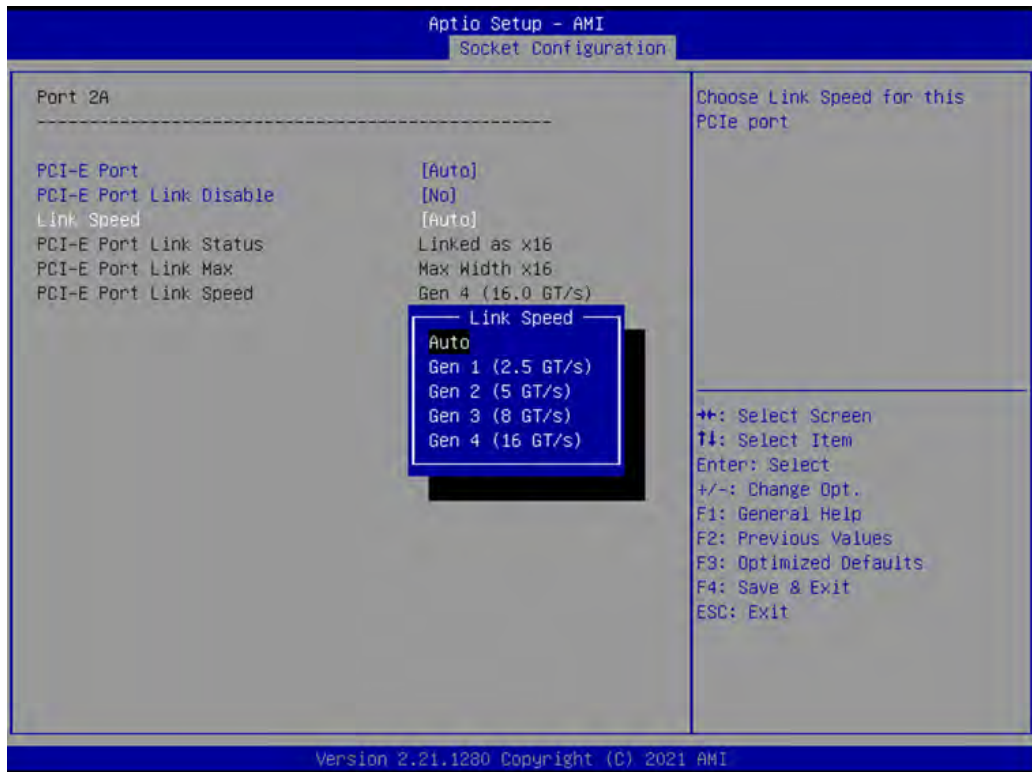 Aptio Setup - AMI
Socket Configuration
Port 2A
Choose Link Speed for this
PCIe port
PCI-E Port [Auto]
PCI-E Port Link Disable [No]
Link Speed [Auto]
PCI-E Port Link Status Linked as x16
PCI-E Port Link Max Max Width x16
PCI-E Port Link Speed Gen 4 (16.0 GT/s)
Link Speed
Auto
Gen 1 (2.5 GT/s)
Gen 2 (5 GT/s)
Gen 3 (8 GT/s)
Gen 4 (16 GT/s)
→←: Select Screen
↑↓: Select Item
Enter: Select
+/-: Change Opt.
F1: General Help
F2: Previous Values
F3: Optimized Defaults
F4: Save & Exit
ESC: Exit
Version 2.21.1280 Copyright (C) 2021 AMI